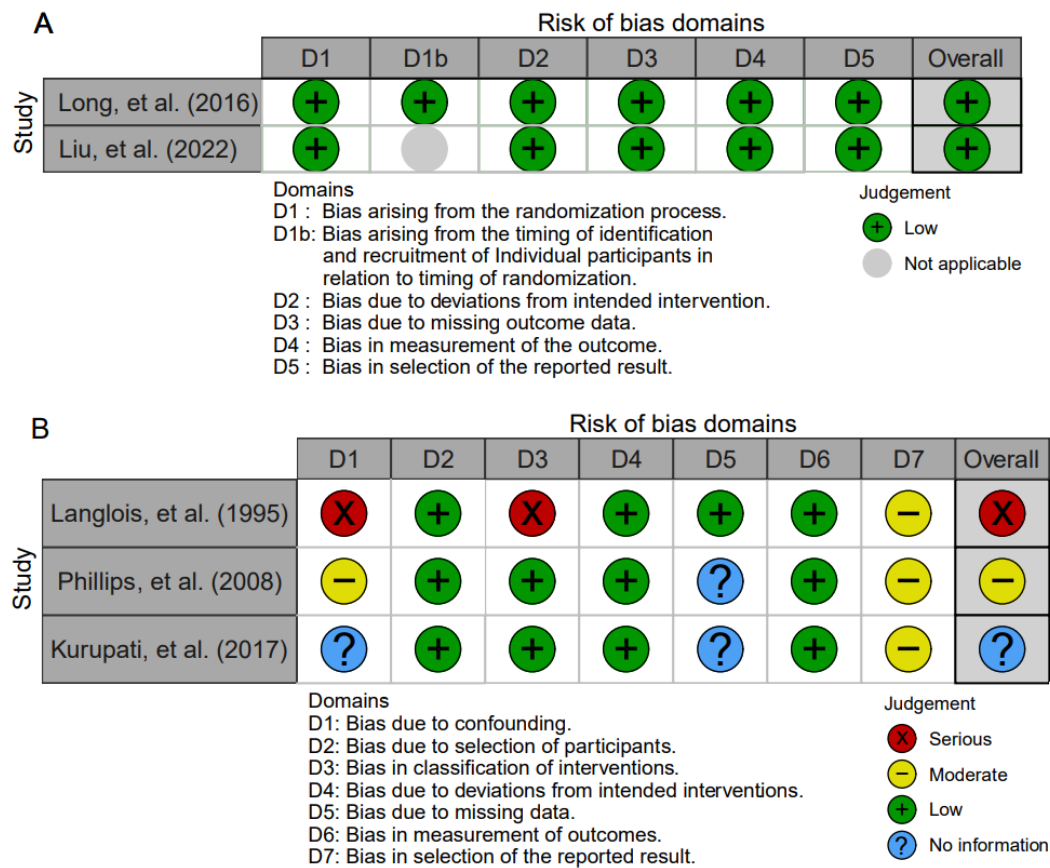 A
Risk of bias domains
D1 D1b D2 D3 D4 D5 Overall
Study
Long, et al. (2016) + + + + + + +
Liu, et al. (2022) + + + + + +
Domains
D1 : Bias arising from the randomization process.
D1b: Bias arising from the timing of identification
and recruitment of Individual participants in
relation to timing of randomization.
D2 : Bias due to deviations from intended intervention.
D3 : Bias due to missing outcome data.
D4 : Bias in measurement of the outcome.
D5 : Bias in selection of the reported result.
Judgement
+ Low
Not applicable
B
Risk of bias domains
D1 D2 D3 D4 D5 D6 D7 Overall
Study
Langlois, et al. (1995) X + X + + + − X
Phillips, et al. (2008) − + + + ? + − −
Kurupati, et al. (2017) ? + + + ? + − ?
Domains
D1: Bias due to confounding.
D2: Bias due to selection of participants.
D3: Bias in classification of interventions.
D4: Bias due to deviations from intended interventions.
D5: Bias due to missing data.
D6: Bias in measurement of outcomes.
D7: Bias in selection of the reported result.
Judgement
X Serious
− Moderate
+ Low
? No information